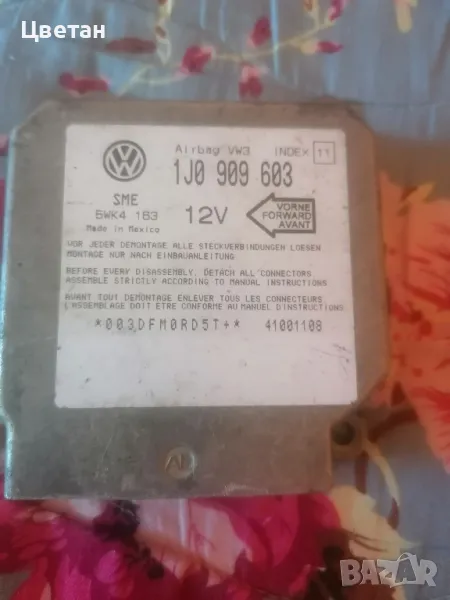 Цветан
Airbag VW3 INDEX 11
1J0 909 603
SME
5WK4 163
Made in Mexico
12V
VORNE
FORWARD
AVANT
VOR JEDER DEMONTAGE ALLE STECKVERBINDUNGEN LOESEN
MONTAGE NUR NACH EINBAUANLEITUNG
BEFORE EVERY DISASSEMBLY, DETACH ALL CONNECTORS
ASSEMBLE STRICTLY ACCORDING TO MANUAL INSTRUCTIONS
AVANT TOUT DEMONTAGE ENLEVER TOUS LES CONNECTEURS
L'ASSEMBLAGE DOIT ETRE CONFORME AU MANUEL D'INSTRUCTIONS
*003DFM0RD5T+* 41001108
BAZAR